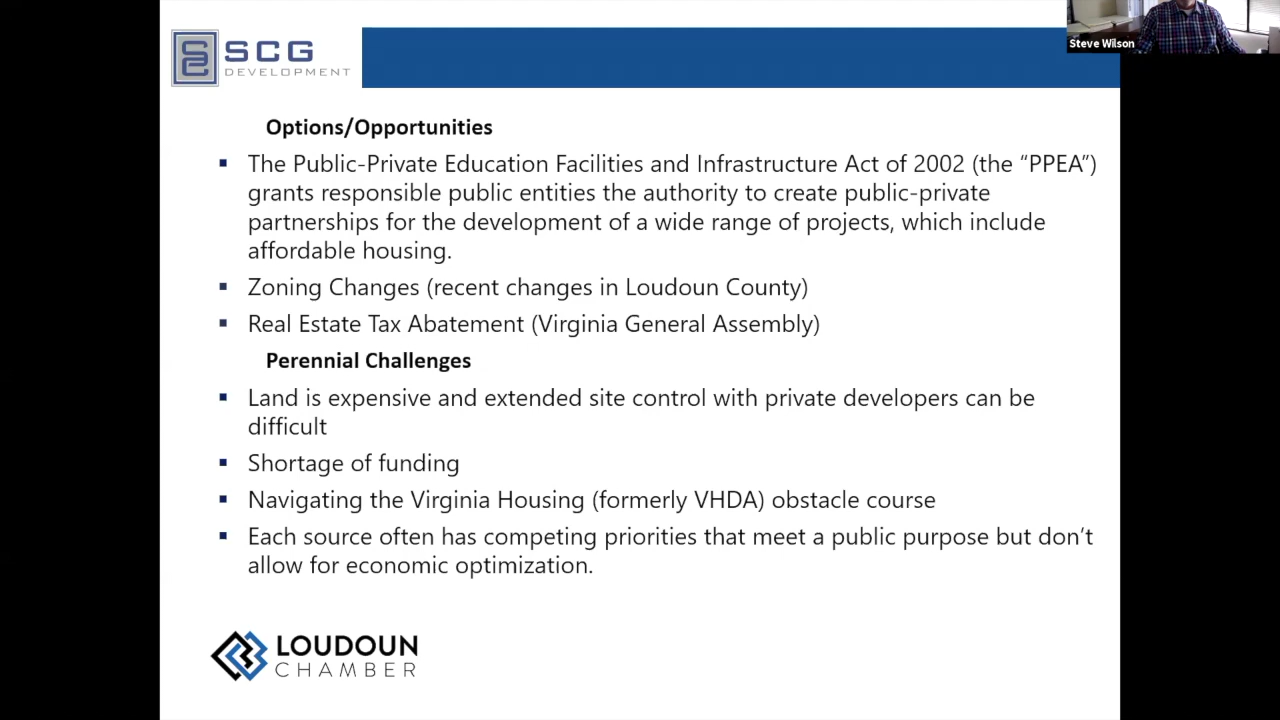 SCG
DEVELOPMENT
Steve Wilson
Options/Opportunities
▪ The Public-Private Education Facilities and Infrastructure Act of 2002 (the “PPEA”)
grants responsible public entities the authority to create public-private
partnerships for the development of a wide range of projects, which include
affordable housing.
▪ Zoning Changes (recent changes in Loudoun County)
▪ Real Estate Tax Abatement (Virginia General Assembly)
Perennial Challenges
▪ Land is expensive and extended site control with private developers can be
difficult
▪ Shortage of funding
▪ Navigating the Virginia Housing (formerly VHDA) obstacle course
▪ Each source often has competing priorities that meet a public purpose but don’t
allow for economic optimization.
LOUDOUN
CHAMBER